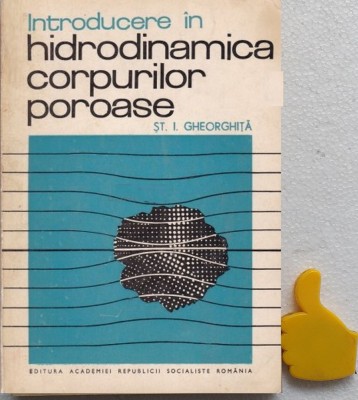 Introducere în
hidrodinamica
corpurilor
poroase
ŞT. I. GHEORGHIŢĂ
EDITURA ACADEMIEI REPUBLICII SOCIALISTE ROMÂNIA